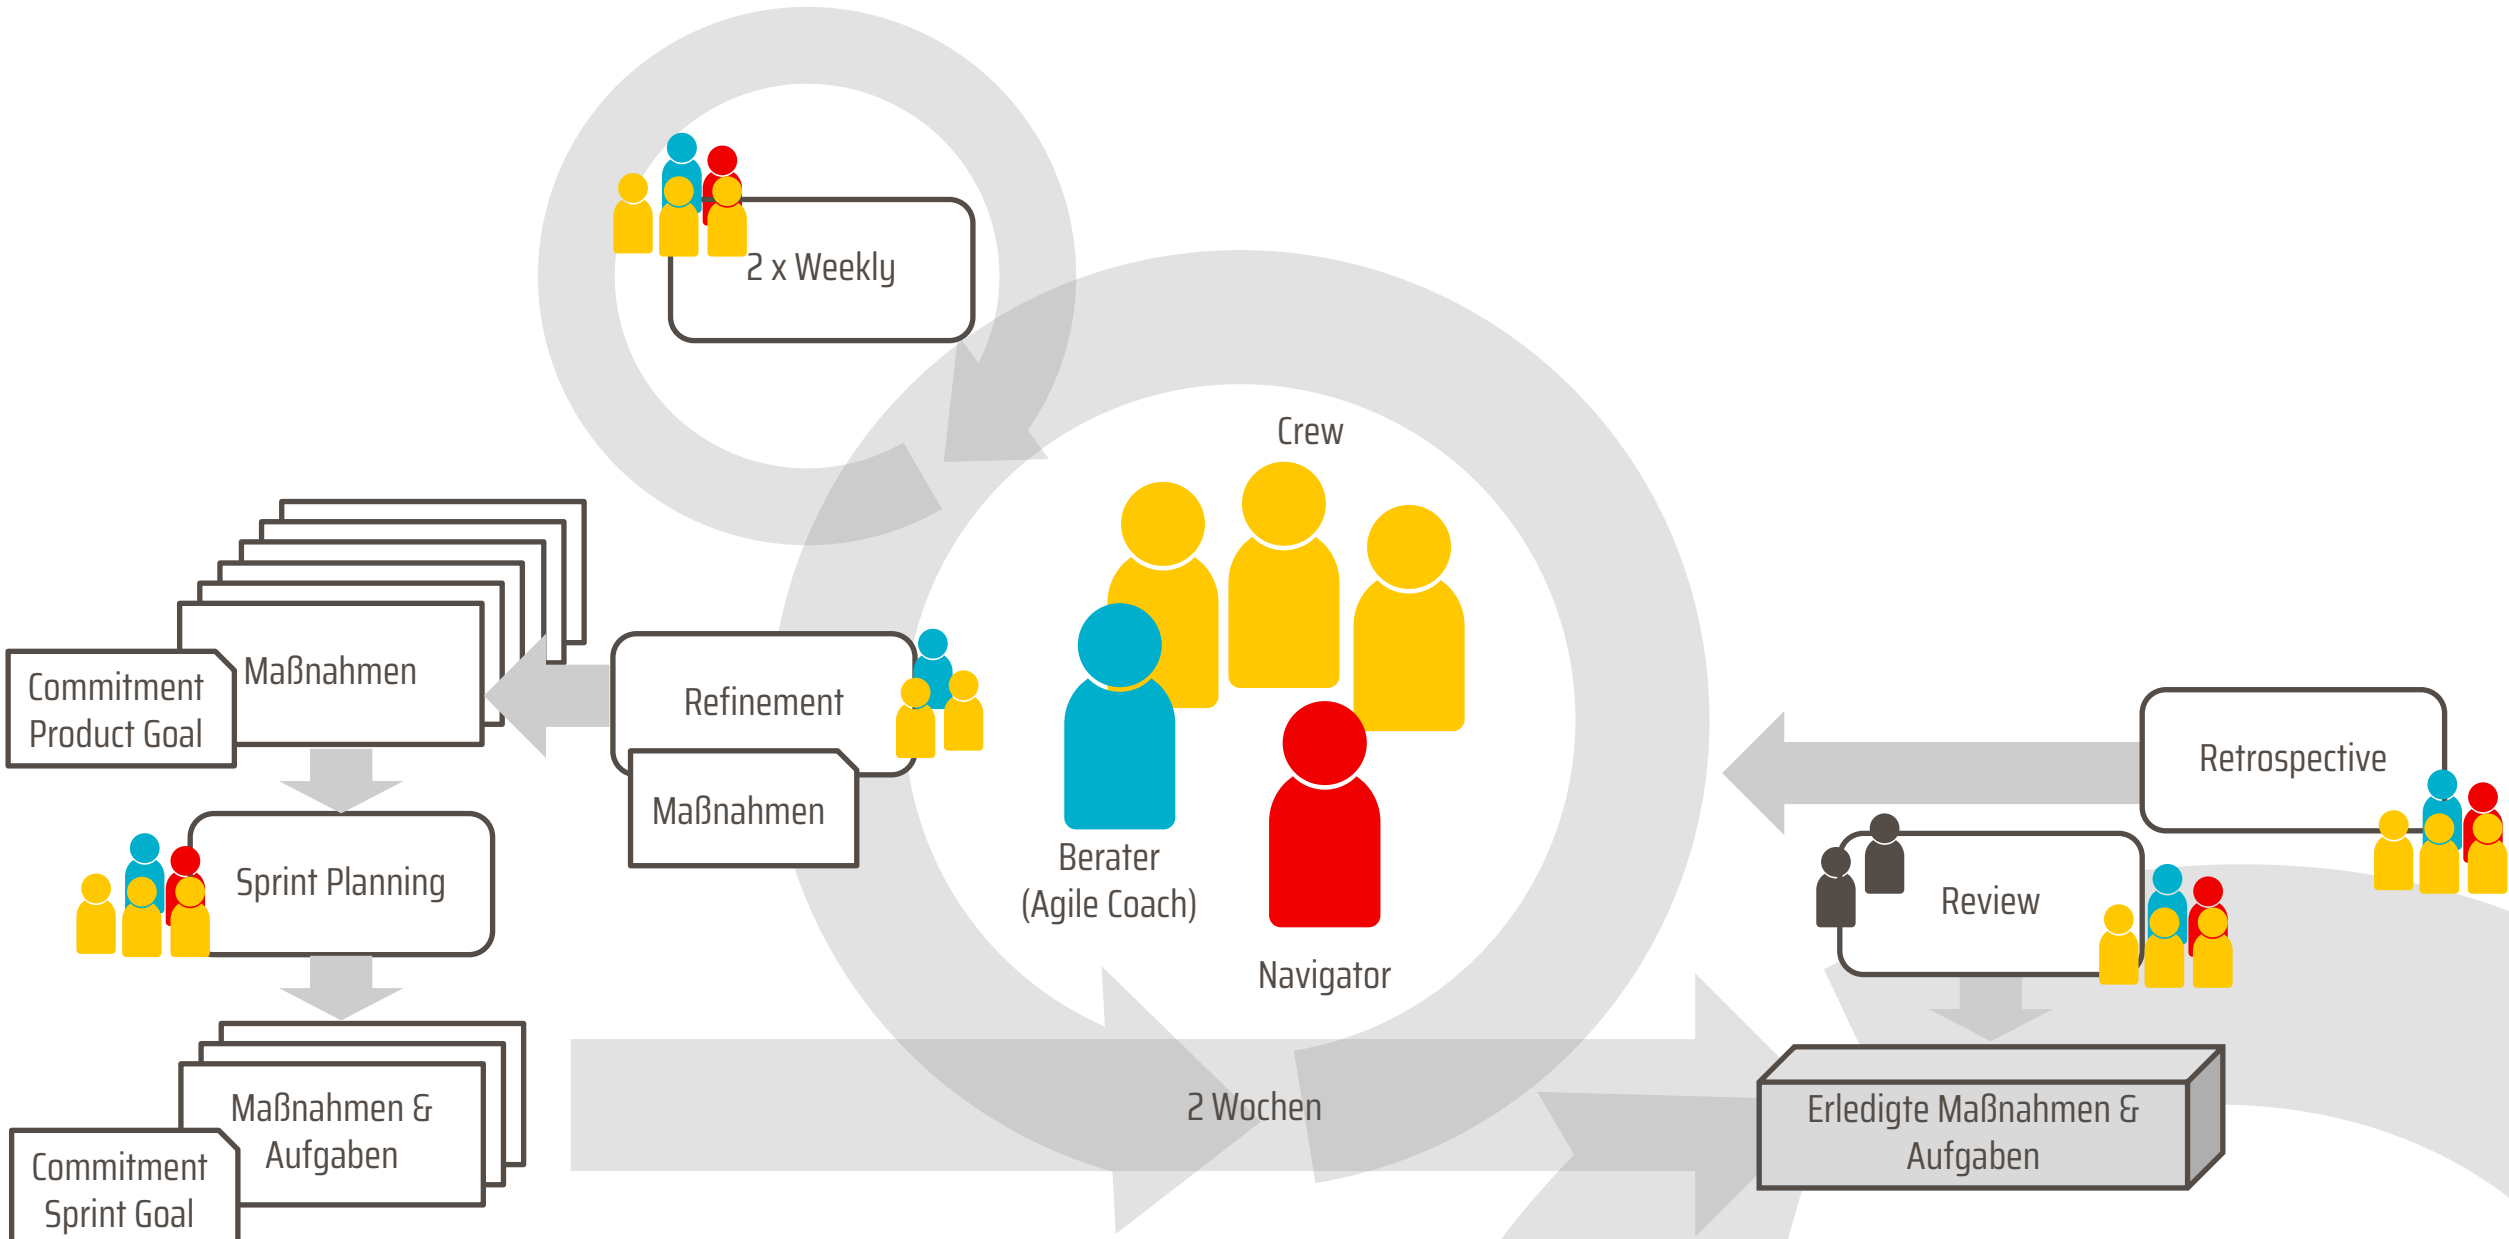 2 x Weekly
Crew
Maßnahmen
Commitment
Product Goal
Refinement
Maßnahmen
Sprint Planning
Berater
(Agile Coach)
Navigator
Retrospective
Review
2 Wochen
Maßnahmen &
Aufgaben
Commitment
Sprint Goal
Erledigte Maßnahmen &
Aufgaben